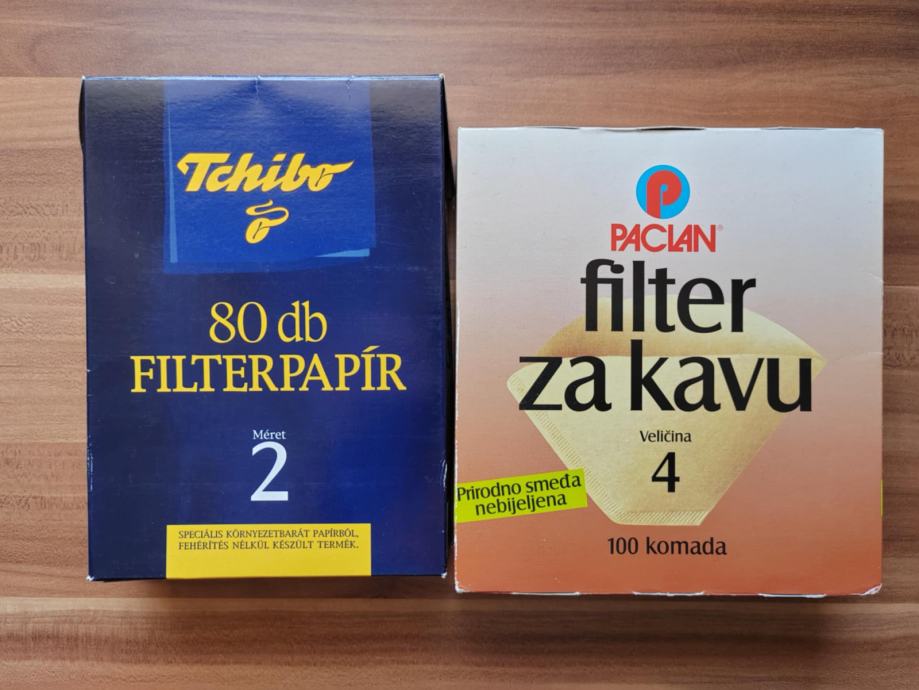 Tchibo
80 db
FILTERPAPÍR
Méret
2
SPECIÁLIS KÖRNYEZETBARÁT PAPÍRBÓL,
FEHÉRÍTÉS NÉLKÜL KÉSZÜLT TERMÉK.
PACLAN®
filter
za kavu
Veličina
4
Prirodno smeđa
nebijeljena
100 komada